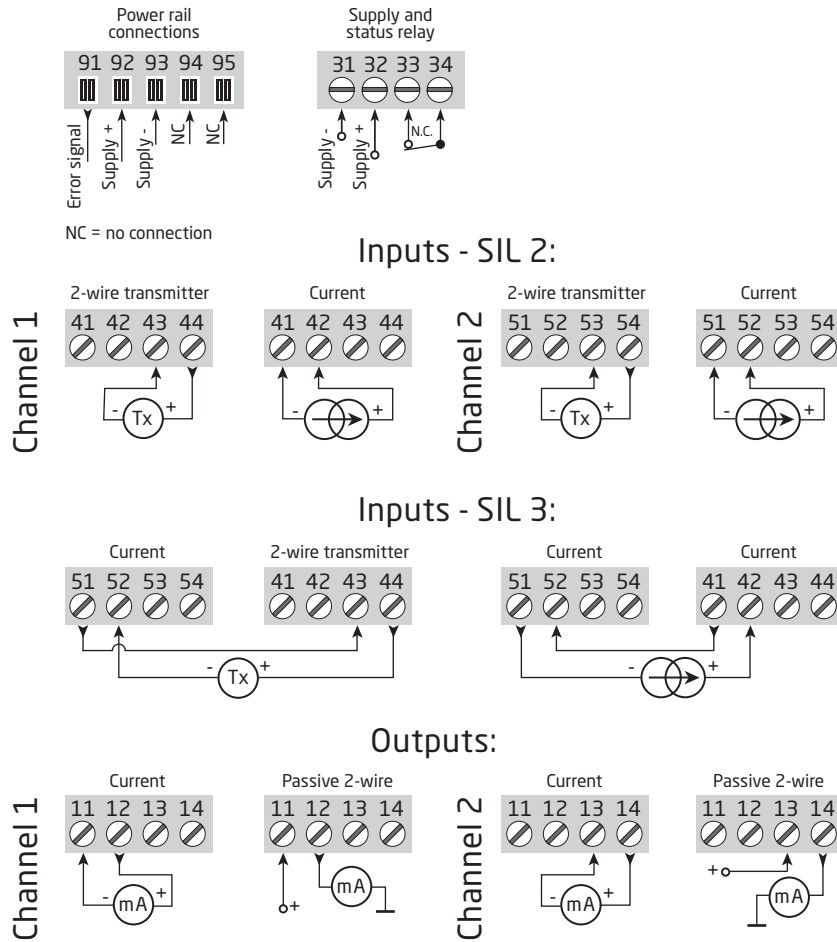 Power rail
connections
Supply and
status relay
91 92 93 94 95
31 32 33 34
Error signal
Supply +
Supply -
NC
NC
Supply -
Supply +
N.C.
NC = no connection
Inputs - SIL 2:
Channel 1
2-wire transmitter
41 42 43 44
- Tx +
Current
41 42 43 44
- +
Channel 2
2-wire transmitter
51 52 53 54
- Tx +
Current
51 52 53 54
- +
Inputs - SIL 3:
Current
51 52 53 54
2-wire transmitter
41 42 43 44
- Tx +
Current
51 52 53 54
Current
41 42 43 44
- +
Outputs:
Channel 1
Current
11 12 13 14
- mA +
Passive 2-wire
11 12 13 14
mA
+
Channel 2
Current
11 12 13 14
- mA +
Passive 2-wire
11 12 13 14
+
mA